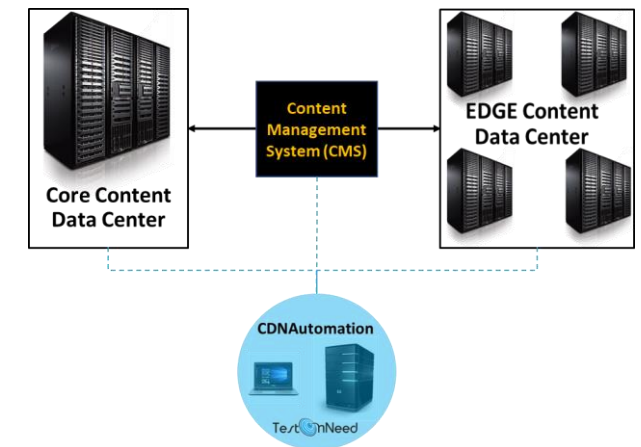 Content
Management
System (CMS)
EDGE Content
Data Center
Core Content
Data Center
CDNAutomation
TestOnNeed